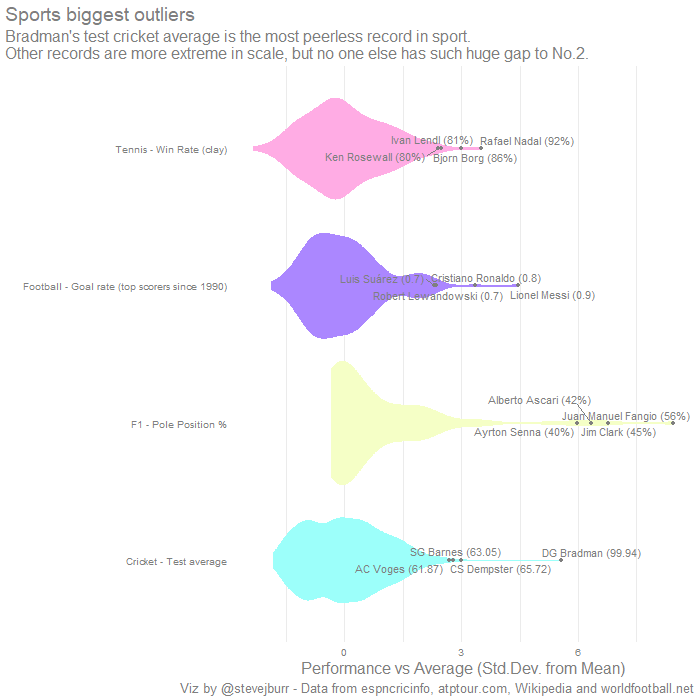 Sports biggest outliers
Bradman's test cricket average is the most peerless record in sport.
Other records are more extreme in scale, but no one else has such huge gap to No.2.
Tennis - Win Rate (clay)
Ivan Lendl (81%)
Rafael Nadal (92%)
Ken Rosewall (80%)
Bjorn Borg (86%)
Football - Goal rate (top scorers since 1990)
Luis Suárez (0.7)
Cristiano Ronaldo (0.8)
Robert Lewandowski (0.7)
Lionel Messi (0.9)
F1 - Pole Position %
Alberto Ascari (42%)
Juan Manuel Fangio (56%)
Ayrton Senna (40%)
Jim Clark (45%)
Cricket - Test average
SG Barnes (63.05)
DG Bradman (99.94)
AC Voges (61.87)
CS Dempster (65.72)
0
3
6
Performance vs Average (Std.Dev. from Mean)
Viz by @stevejburr - Data from espncricinfo, atptour.com, Wikipedia and worldfootball.net